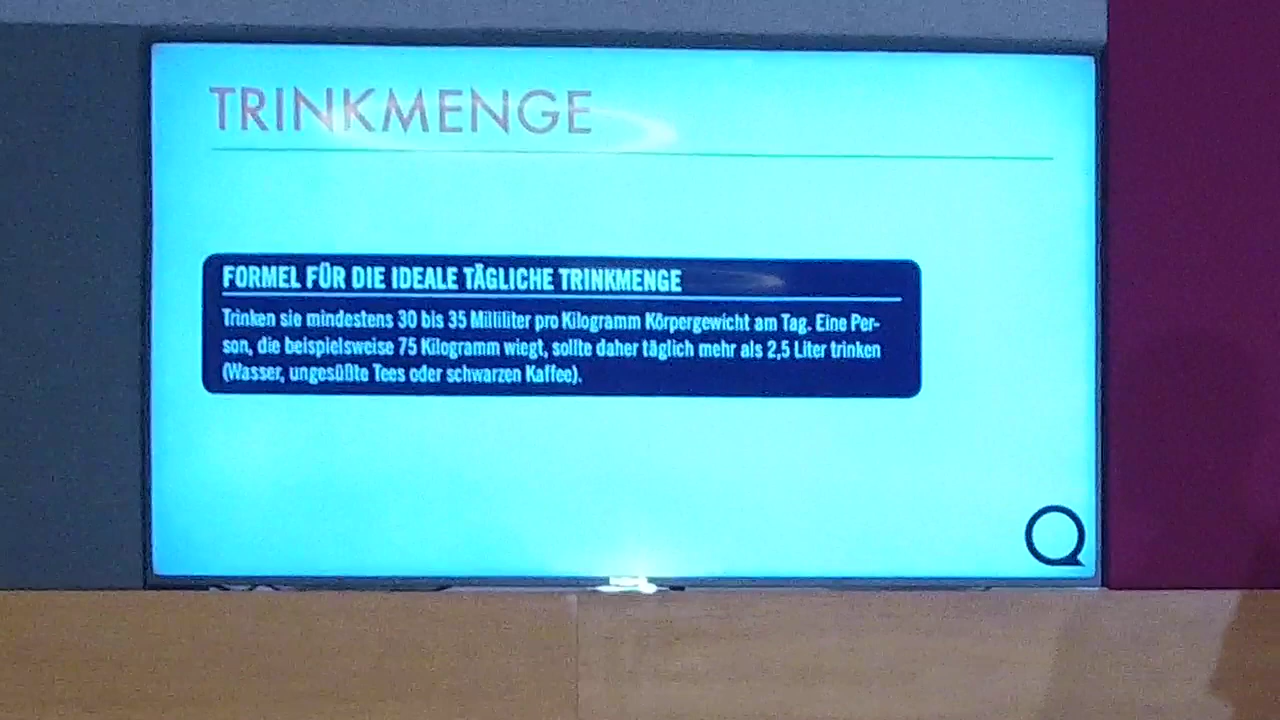 TRINKMENGE
FORMEL FÜR DIE IDEALE TÄGLICHE TRINKMENGE
Trinken sie mindestens 30 bis 35 Milliliter pro Kilogramm Körpergewicht am Tag. Eine Per-
son, die beispielsweise 75 Kilogramm wiegt, sollte daher täglich mehr als 2,5 Liter trinken
(Wasser, ungesüßte Tees oder schwarzen Kaffee).